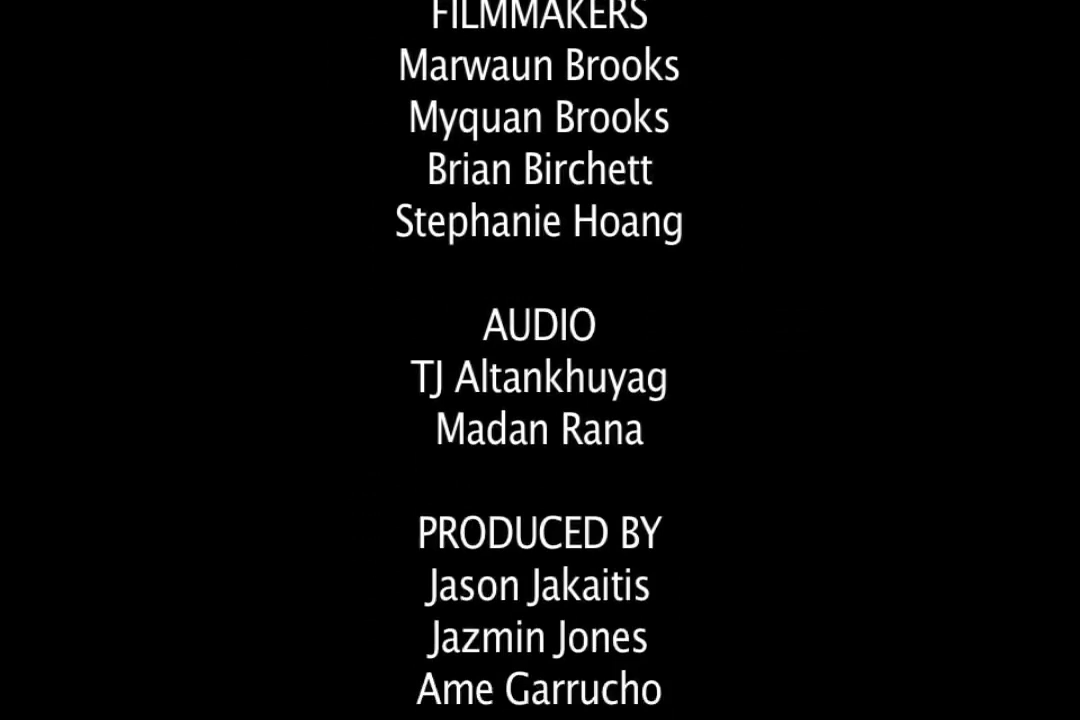 FILMMAKERS
Marwaun Brooks
Myquan Brooks
Brian Birchett
Stephanie Hoang
AUDIO
TJ Altankhuyag
Madan Rana
PRODUCED BY
Jason Jakaitis
Jazmin Jones
Ame Garrucho